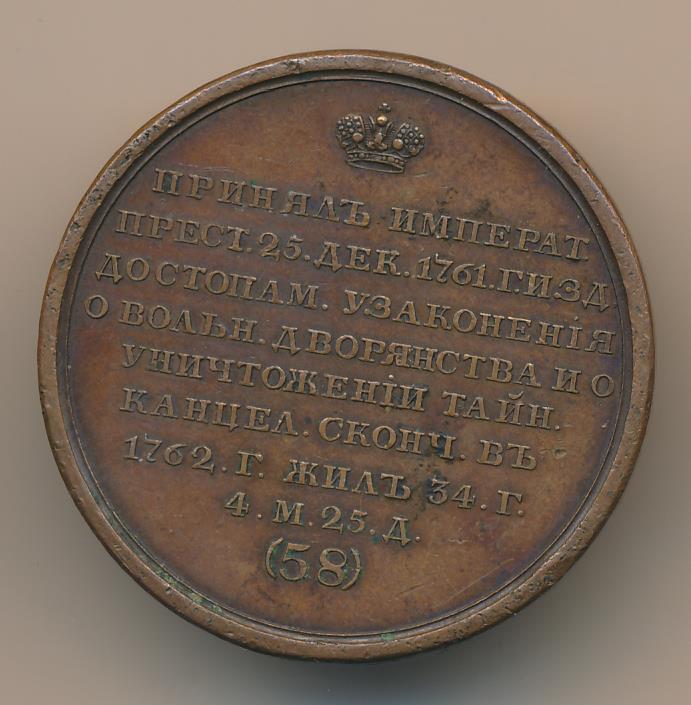 ПРИНЯЛЪ ИМПЕРАТ.
ПРЕСТ. 25. ДЕК. 1761. Г. ИЗД
ДОСТОПАМ. УЗАКОНЕНІЯ
О ВОЛЬН. ДВОРЯНСТВА И О
УНИЧТОЖЕНІИ ТАЙН.
КАНЦЕЛ. СКОНЧ. ВЪ
1762. Г. ЖИЛЪ 34. Г.
4. М. 25. Д.
(58)